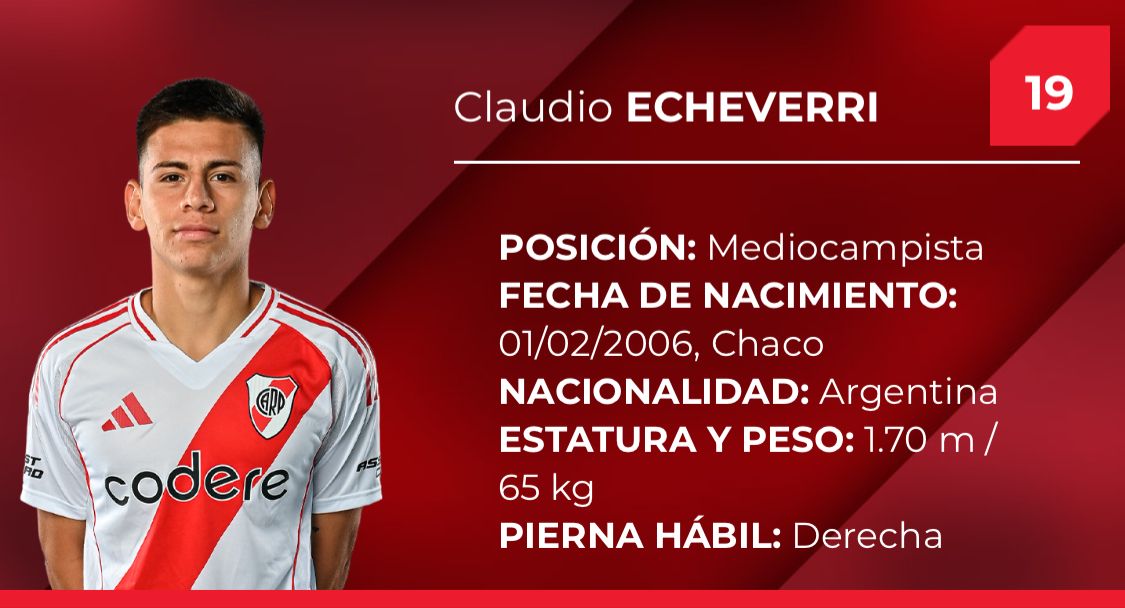 19
Claudio ECHEVERRI
POSICIÓN: Mediocampista
FECHA DE NACIMIENTO:
01/02/2006, Chaco
NACIONALIDAD: Argentina
ESTATURA Y PESO: 1.70 m /
65 kg
PIERNA HÁBIL: Derecha
CARP
codere